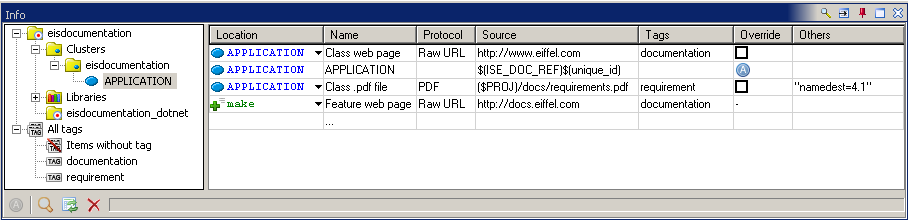 Info
eisdocumentation
Clusters
eisdocumentation
APPLICATION
Libraries
eisdocumentation_dotnet
All tags
TAG Items without tag
TAG documentation
TAG requirement
Location Name Protocol Source Tags Override Others
APPLICATION Class web page Raw URL http://www.eiffel.com documentation
APPLICATION APPLICATION $(ISE_DOC_REF)$(unique_id) A
APPLICATION Class .pdf file PDF ($PROJ)/docs/requirements.pdf requirement "namedest=4.1"
make Feature web page Raw URL http://docs.eiffel.com documentation -
...
A